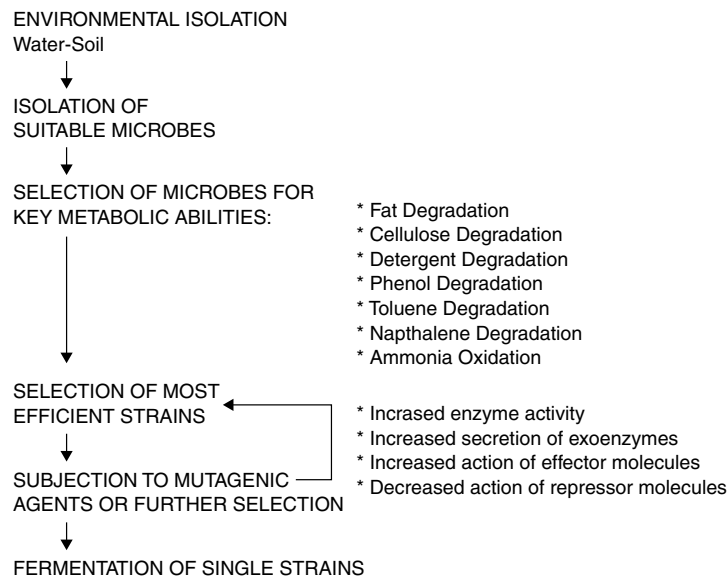 ENVIRONMENTAL ISOLATION
Water-Soil
ISOLATION OF
SUITABLE MICROBES
SELECTION OF MICROBES FOR
KEY METABOLIC ABILITIES:
* Fat Degradation
* Cellulose Degradation
* Detergent Degradation
* Phenol Degradation
* Toluene Degradation
* Napthalene Degradation
* Ammonia Oxidation
SELECTION OF MOST
EFFICIENT STRAINS
* Incrased enzyme activity
* Increased secretion of exoenzymes
* Increased action of effector molecules
* Decreased action of repressor molecules
SUBJECTION TO MUTAGENIC
AGENTS OR FURTHER SELECTION
FERMENTATION OF SINGLE STRAINS